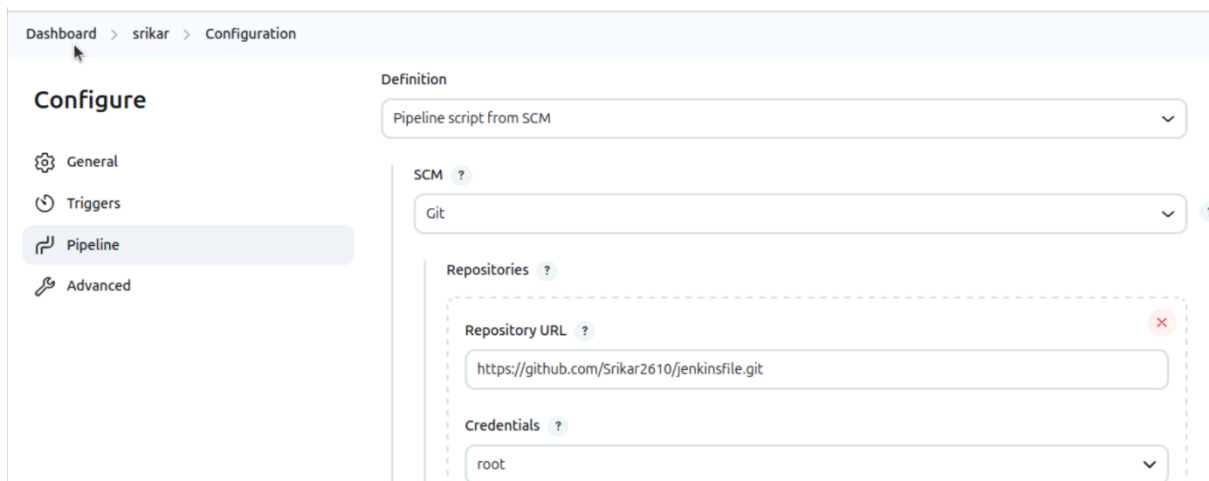 Dashboard > srikar > Configuration
Configure
General
Triggers
Pipeline
Advanced
Definition
Pipeline script from SCM
SCM ?
Git
Repositories ?
Repository URL ?
https://github.com/Srikar2610/jenkinsfile.git
Credentials ?
root